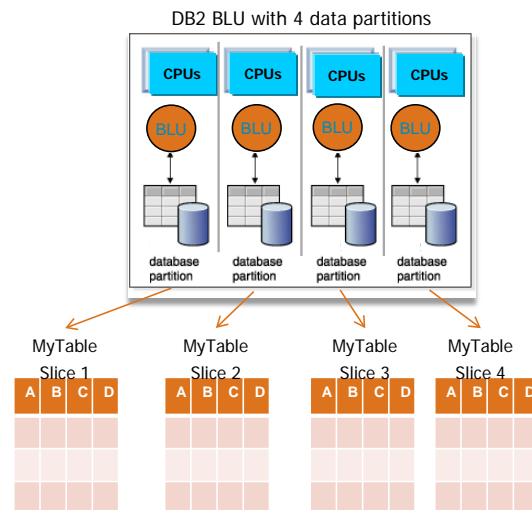 DB2 BLU with 4 data partitions
CPUs CPUs CPUs CPUs
BLU BLU BLU BLU
database database database database
partition partition partition partition
MyTable MyTable MyTable MyTable
Slice 1 Slice 2 Slice 3 Slice 4
A B C D A B C D A B C D A B C D